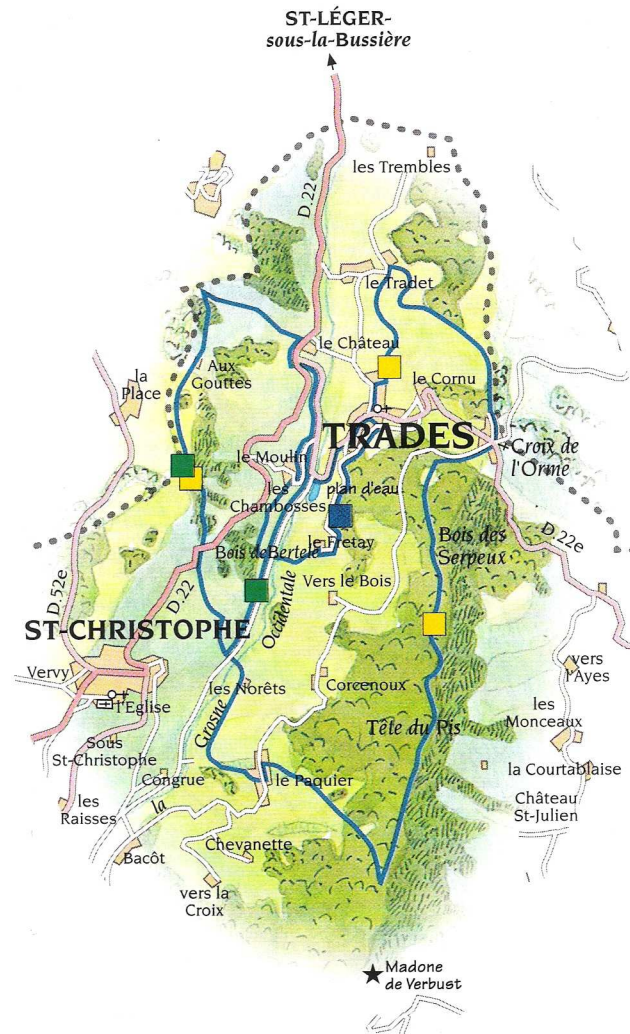 ST-LÉGER-
sous-la-Bussière
D.22
les Trembles
le Tradet
le Château
la
Place
Aux
Gouttes
le Cornu
TRADES
Croix de
l'Orme
le Moulin
les
Chambosses
plan d'eau
Bois de Bertele
le Fretay
Bois des
Serpeux
D 22e
D.52e
D.22
Vers le Bois
Occidentale
ST-CHRISTOPHE
Vervy
l'Eglise
les Norêts
Corcenoux
vers
l'Ayes
les
Monceaux
Tête du Pis
Sous
St-Christophe
Grosne
la
Congrue
le Paquier
la Courtablaise
Château
St-Julien
les
Raisses
Bacôt
Chevanette
vers la
Croix
Madone
de Verbust